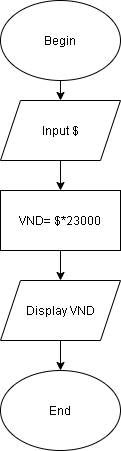 Begin
Input $
VND= $*23000
Display VND
End